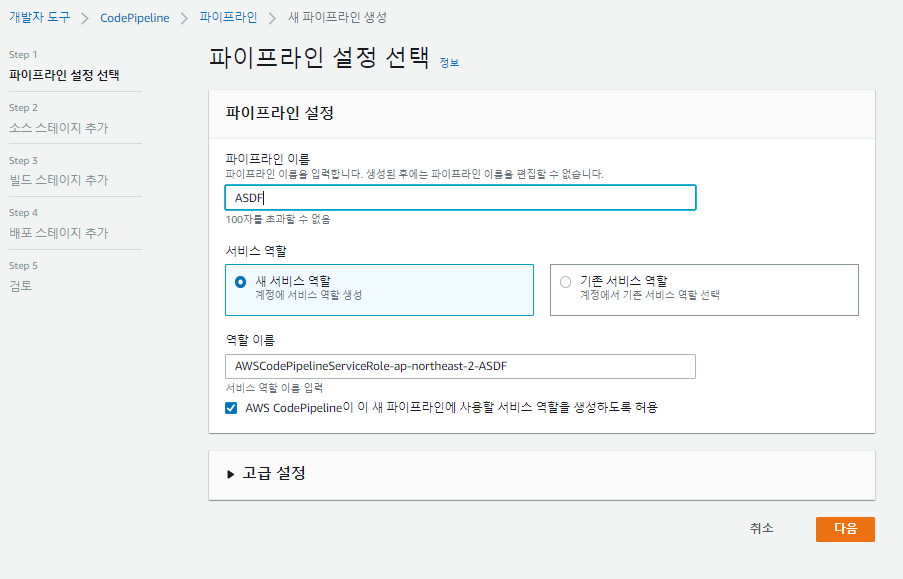 개발자 도구 > CodePipeline > 파이프라인 > 새 파이프라인 생성
Step 1
파이프라인 설정 선택
Step 2
소스 스테이지 추가
Step 3
빌드 스테이지 추가
Step 4
배포 스테이지 추가
Step 5
검토
파이프라인 설정 선택 정보
파이프라인 설정
파이프라인 이름
파이프라인 이름을 입력합니다. 생성된 후에는 파이프라인 이름을 편집할 수 없습니다.
ASDF
100자를 초과할 수 없음
서비스 역할
새 서비스 역할
계정에 서비스 역할 생성
기존 서비스 역할
계정에서 기존 서비스 역할 선택
역할 이름
AWSCodePipelineServiceRole-ap-northeast-2-ASDF
서비스 역할 이름 입력
AWS CodePipeline이 이 새 파이프라인에 사용할 서비스 역할을 생성하도록 허용
고급 설정
취소
다음